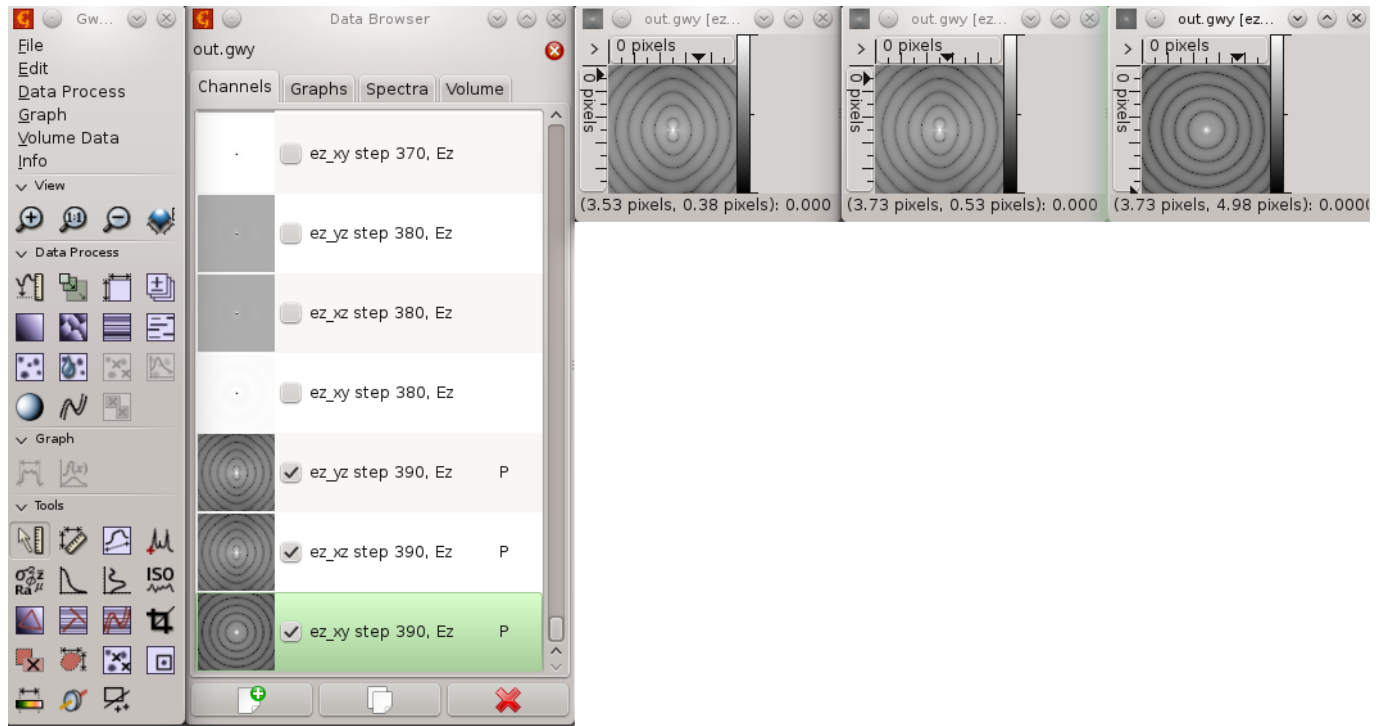 Gw...
File
Edit
Data Process
Graph
Volume Data
Info
View
1:1
Data Process
Graph
f(x)
Tools
ISO
Ra
Data Browser
out.gwy
Channels Graphs Spectra Volume
ez_xy step 370, Ez
ez_yz step 380, Ez
ez_xz step 380, Ez
ez_xy step 380, Ez
ez_yz step 390, Ez P
ez_xz step 390, Ez P
ez_xy step 390, Ez P
out.gwy [ez...
0 pixels
0 pixels
(3.53 pixels, 0.38 pixels): 0.000
out.gwy [ez...
0 pixels
0 pixels
(3.73 pixels, 0.53 pixels): 0.000
out.gwy [ez...
0 pixels
0 pixels
(3.73 pixels, 4.98 pixels): 0.000